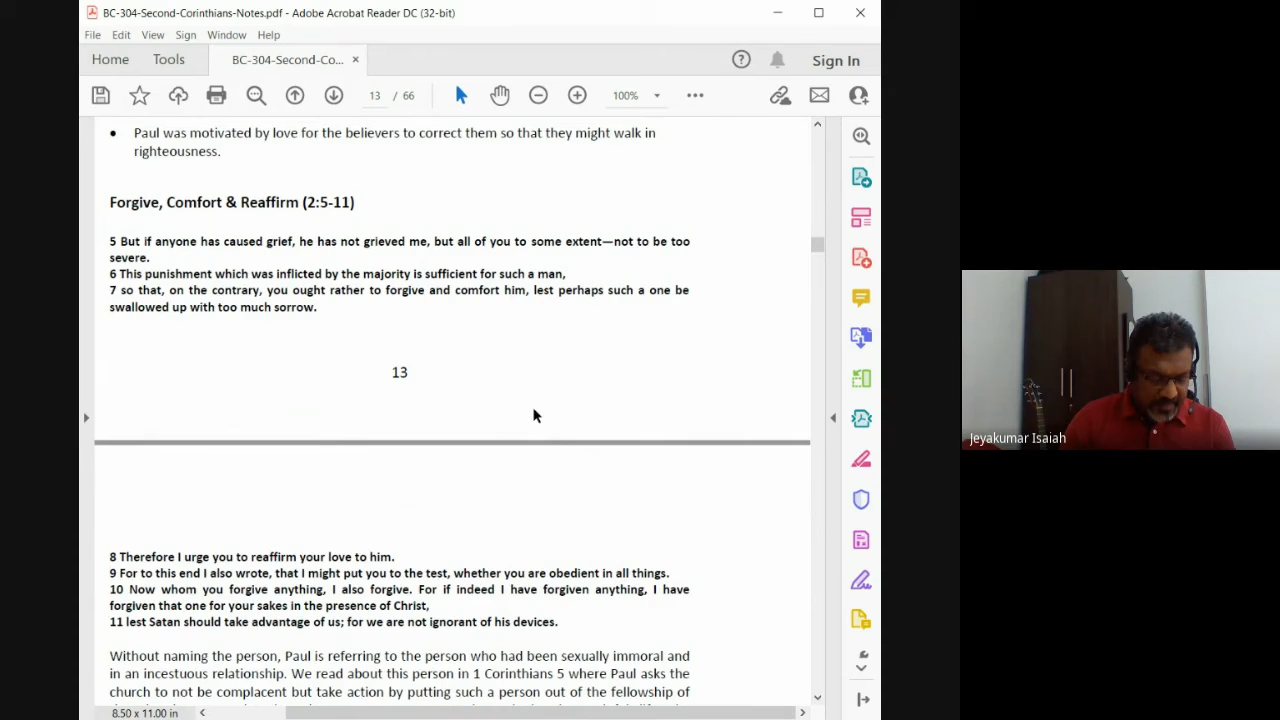 BC-304-Second-Corinthians-Notes.pdf - Adobe Acrobat Reader DC (32-bit)
File Edit View Sign Window Help
Home Tools BC-304-Second-Co... × Sign In
13 / 66 100%
• Paul was motivated by love for the believers to correct them so that they might walk in
righteousness.
Forgive, Comfort & Reaffirm (2:5-11)
5 But if anyone has caused grief, he has not grieved me, but all of you to some extent—not to be too
severe.
6 This punishment which was inflicted by the majority is sufficient for such a man,
7 so that, on the contrary, you ought rather to forgive and comfort him, lest perhaps such a one be
swallowed up with too much sorrow.
13
8 Therefore I urge you to reaffirm your love to him.
9 For to this end I also wrote, that I might put you to the test, whether you are obedient in all things.
10 Now whom you forgive anything, I also forgive. For if indeed I have forgiven anything, I have
forgiven that one for your sakes in the presence of Christ,
11 lest Satan should take advantage of us; for we are not ignorant of his devices.
Without naming the person, Paul is referring to the person who had been sexually immoral and
in an incestuous relationship. We read about this person in 1 Corinthians 5 where Paul asks the
church to not be complacent but take action by putting such a person out of the fellowship of
8.50 x 11.00 in
Jeyakumar Isaiah